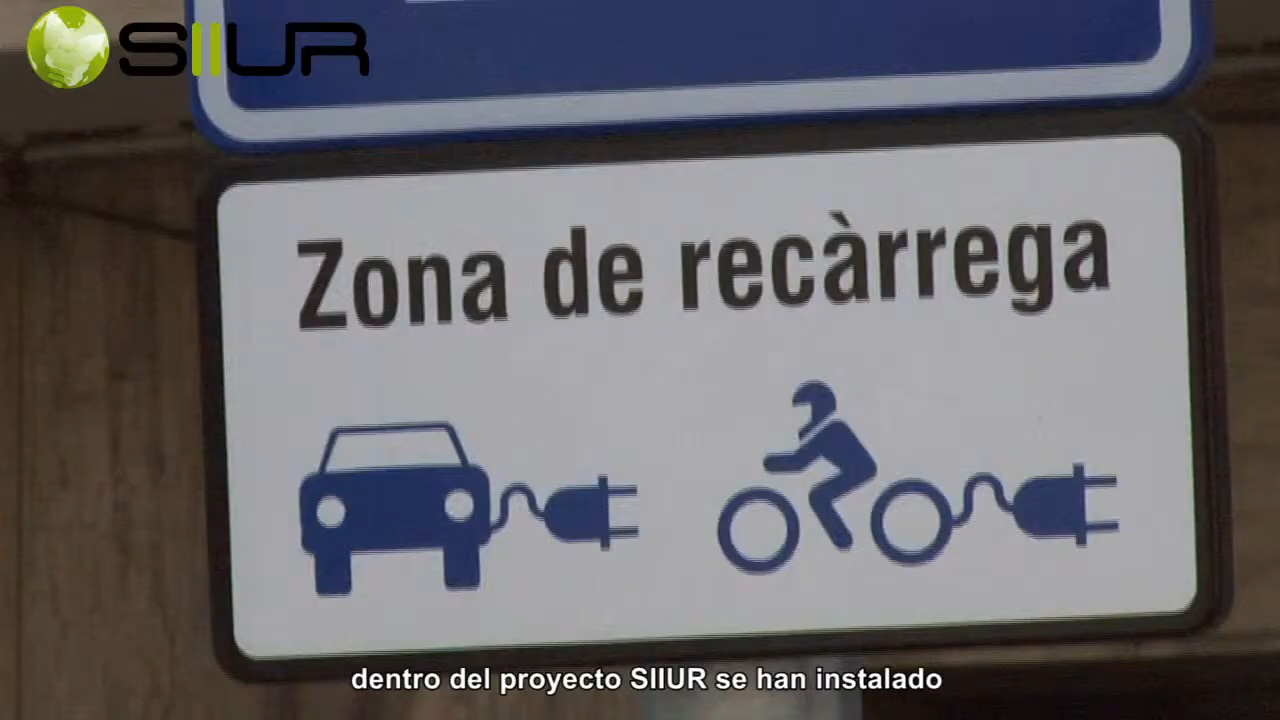 SIIUR
Zona de recàrrega
dentro del proyecto SIIUR se han instalado